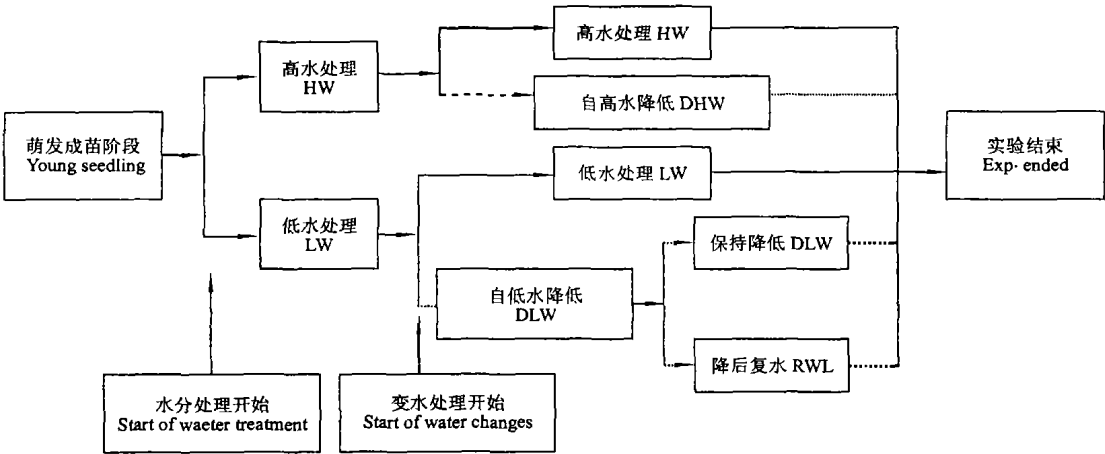 萌发成苗阶段
Young seedling
高水处理
HW
低水处理
LW
高水处理 HW
自高水降低 DHW
低水处理 LW
自低水降低
DLW
保持降低 DLW
降后复水 RWL
实验结束
Exp· ended
水分处理开始
Start of waeter treatment
变水处理开始
Start of water changes